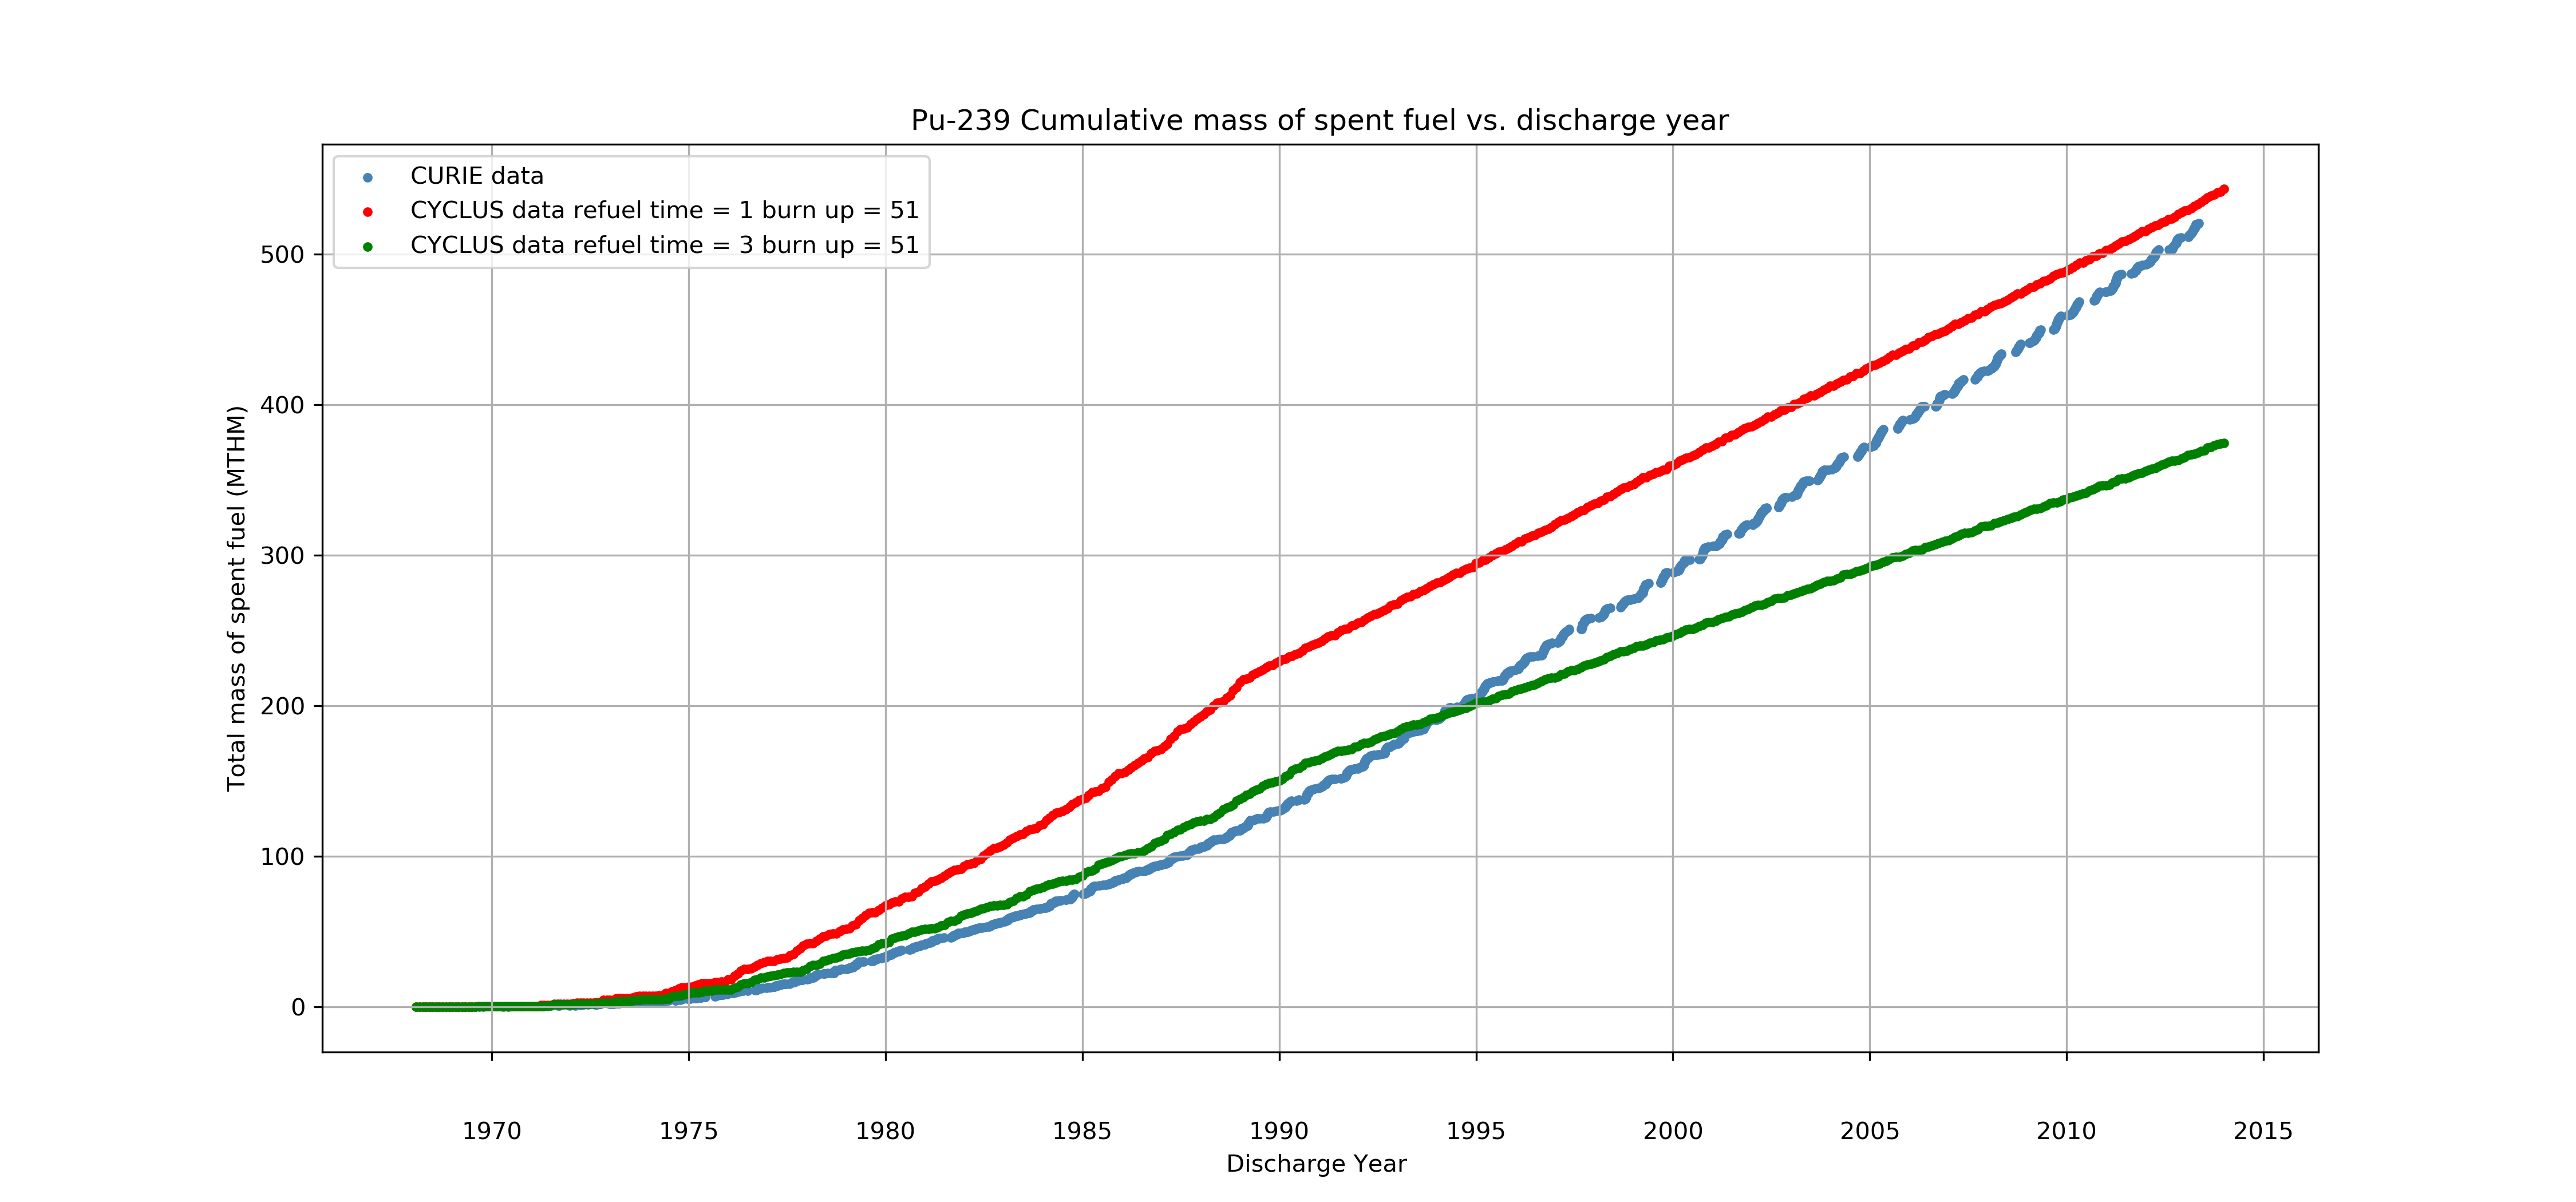 Pu-239 Cumulative mass of spent fuel vs. discharge year
CURIE data
CYCLUS data refuel time = 1 burn up = 51
CYCLUS data refuel time = 3 burn up = 51
Total mass of spent fuel (MTHM)
500
400
300
200
100
0
1970 1975 1980 1985 1990 1995 2000 2005 2010 2015
Discharge Year